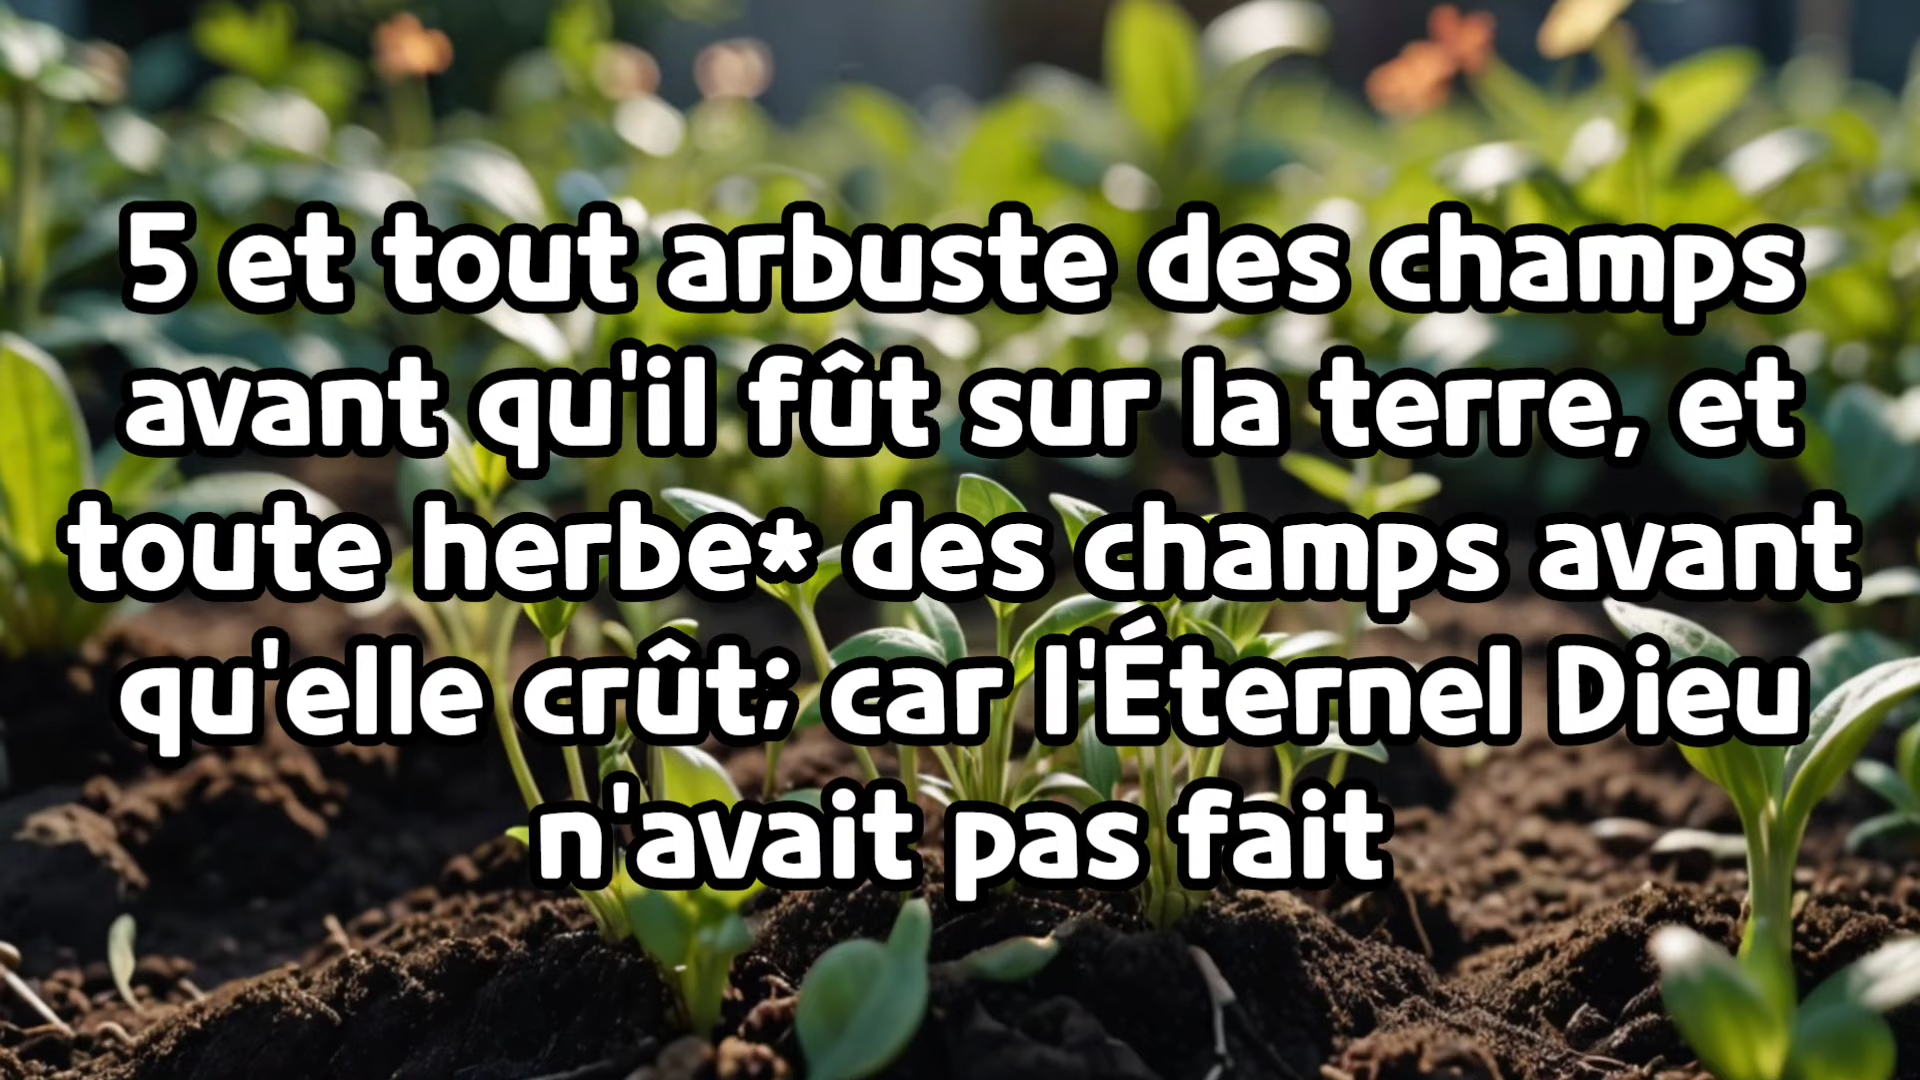 5 et tout arbuste des champs
avant qu'il fût sur la terre, et
toute herbe* des champs avant
qu'elle crût; car l'Éternel Dieu
n'avait pas fait